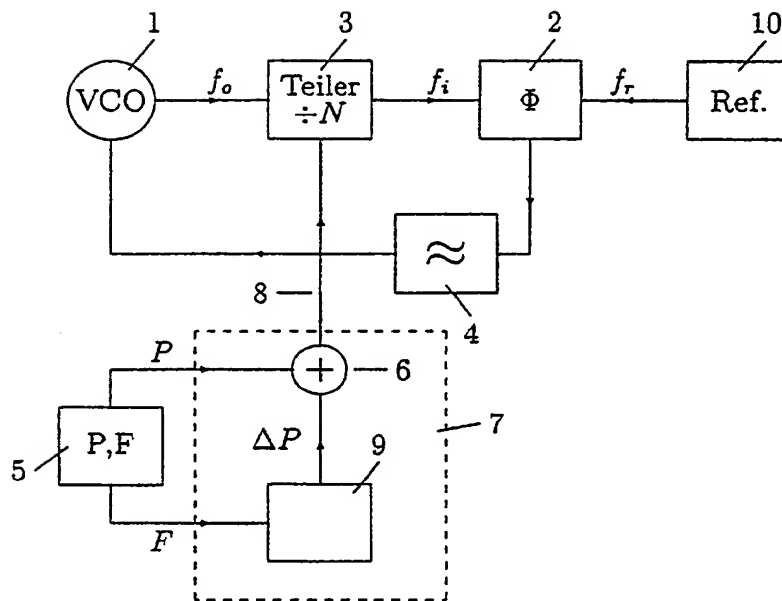 1
3
2
10
VCO
f_o
Teiler
÷N
f_i
Φ
f_r
Ref.
≈
8
4
P
+
6
5
P,F
ΔP
9
7
F